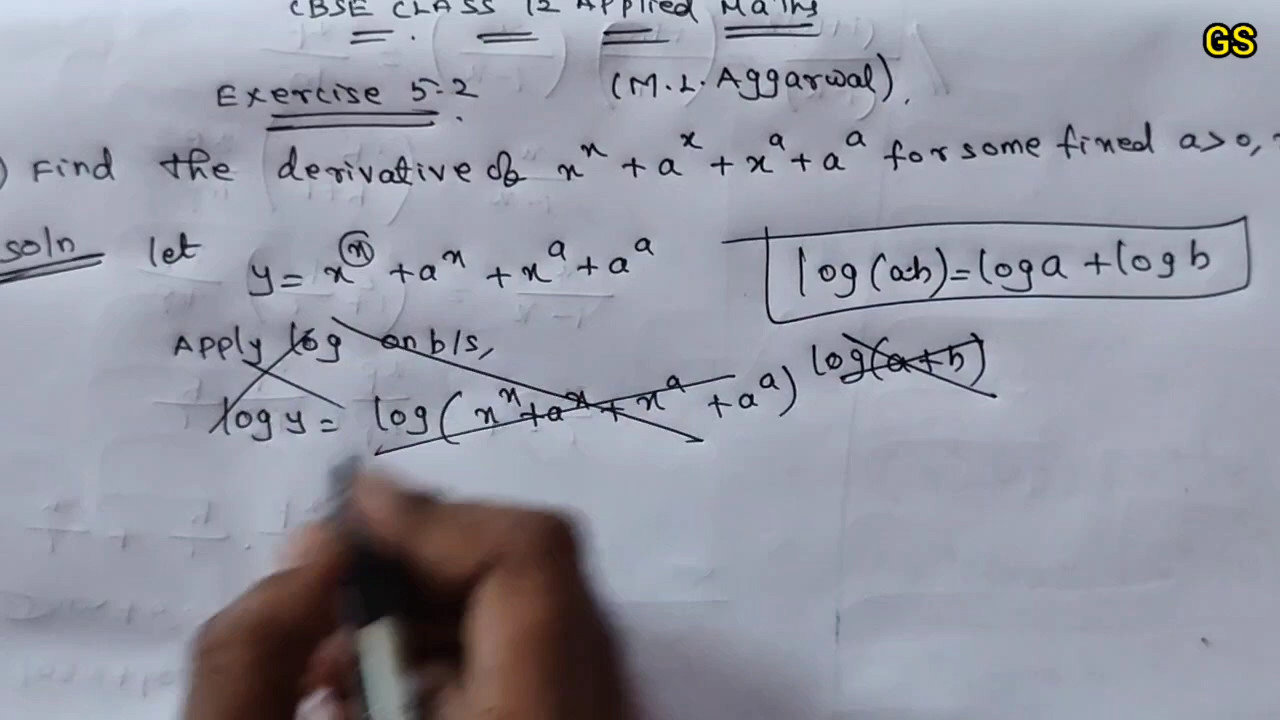 CBSE CLASS 12 Applied Maths
GS
Exercise 5.2 (M.L. Aggarwal).
) Find the derivative of x^x + a^x + x^a + a^a for some fixed a>0,
soln let
y = x^x + a^x + x^a + a^a
log(ab) = log a + log b
Apply log on b/s,
log(a+b)
log y = log(x^x + a^x + x^a + a^a)